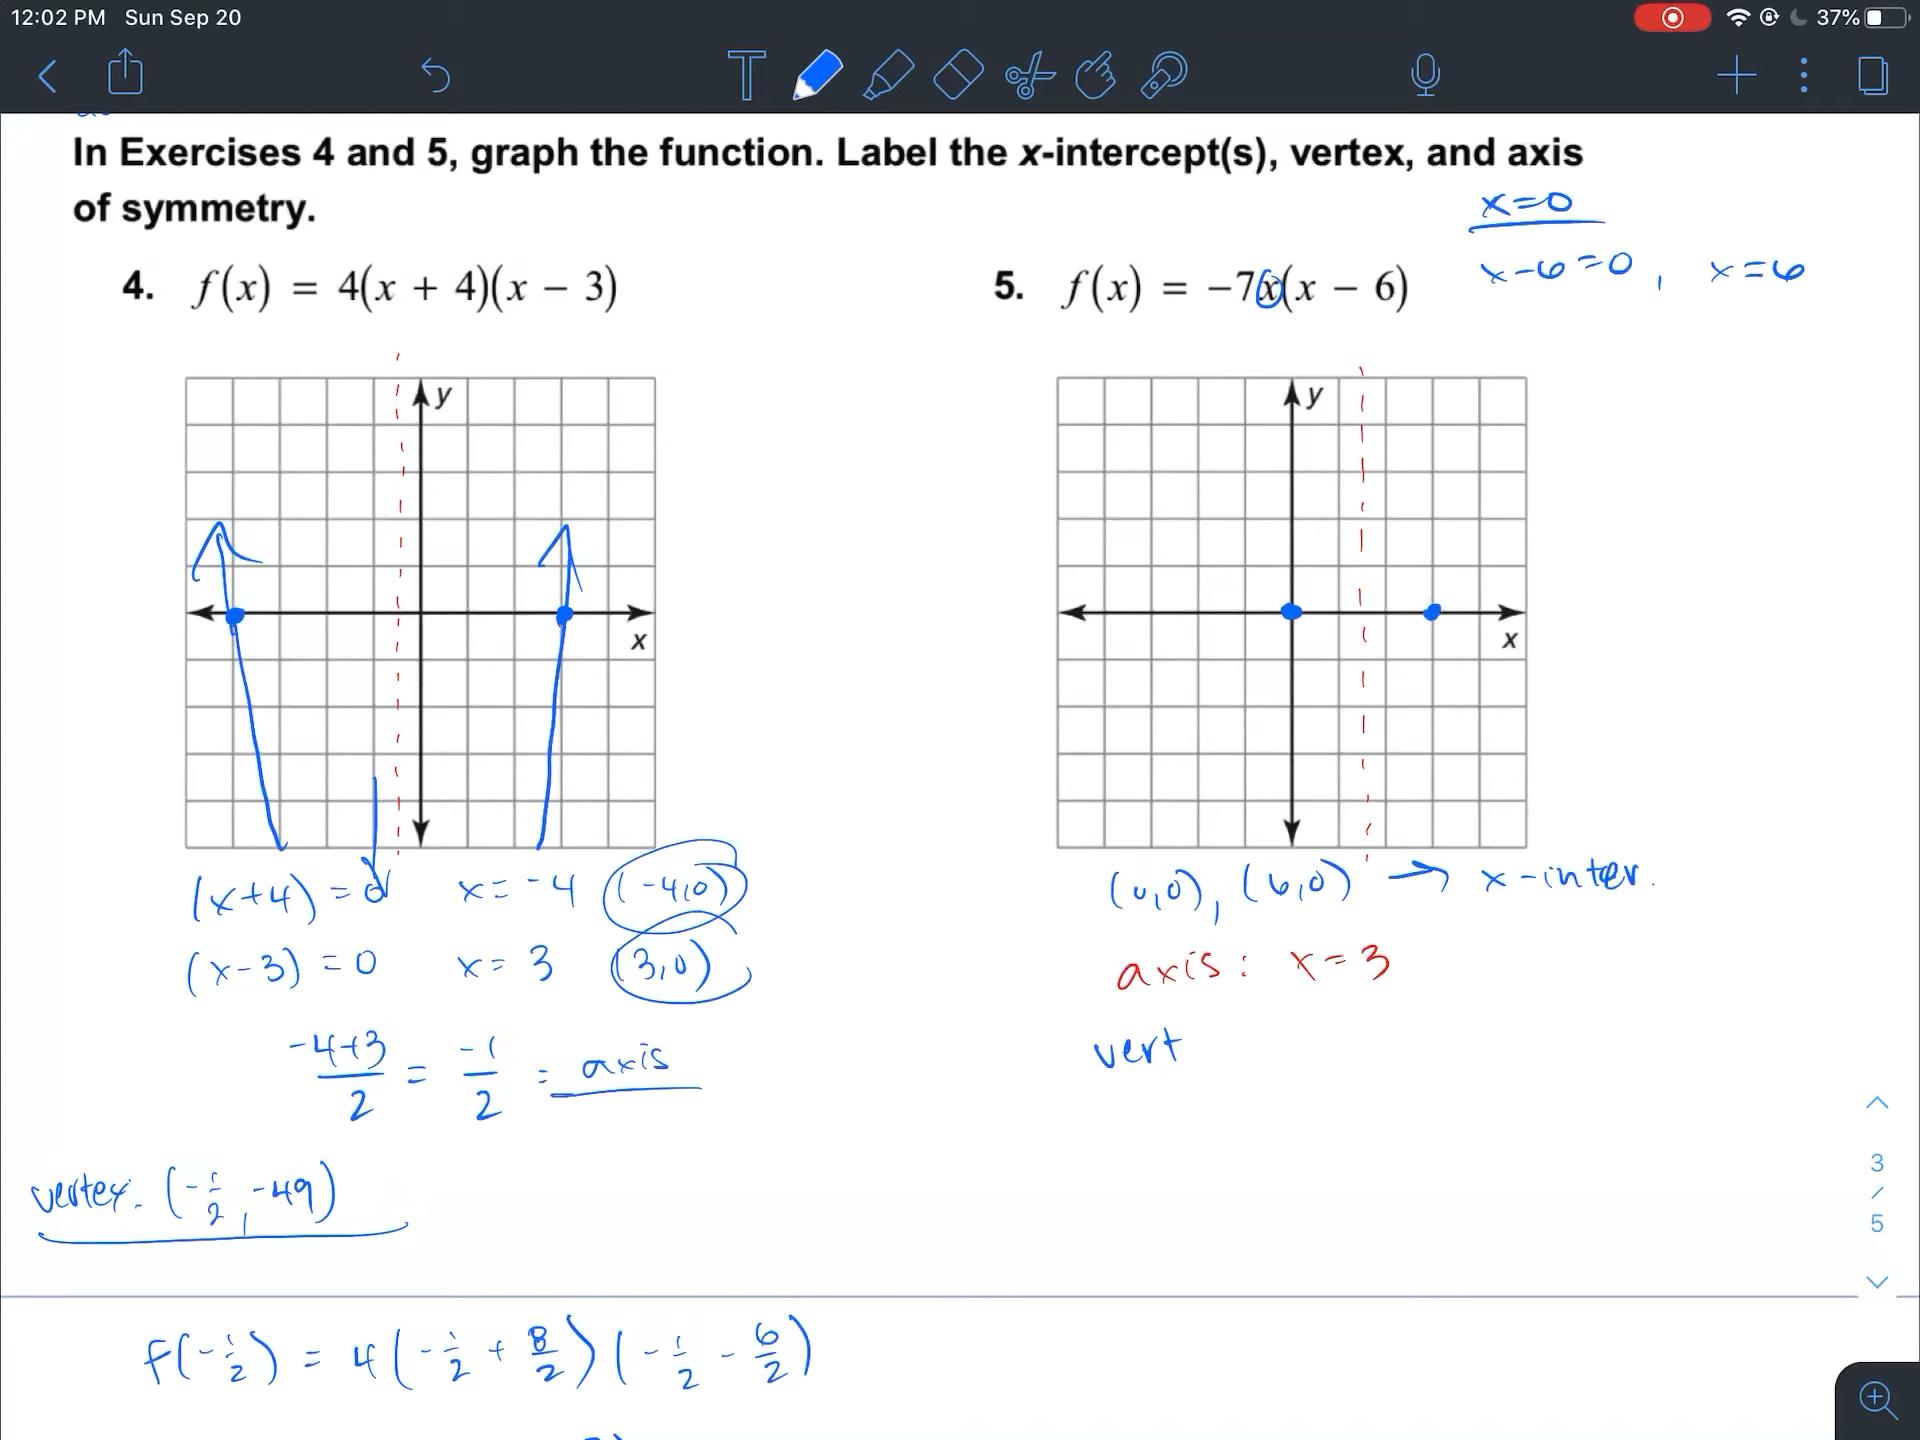 12:02 PM Sun Sep 20 37%
In Exercises 4 and 5, graph the function. Label the x-intercept(s), vertex, and axis
of symmetry.
x=0
x-6=0, x=6
4. f(x) = 4(x + 4)(x − 3)
5. f(x) = −7x(x − 6)
y
x
y
x
(x+4)=0 x=-4 (-4,0)
(x-3)=0 x=3 (3,0)
-4+3/2 = -1/2 = axis
vertex. (-1/2, -49)
(0,0), (6,0) → x-inter.
axis: x=3
vert
3
/
5
f(-1/2) = 4(-1/2 + 8/2)(-1/2 - 6/2)